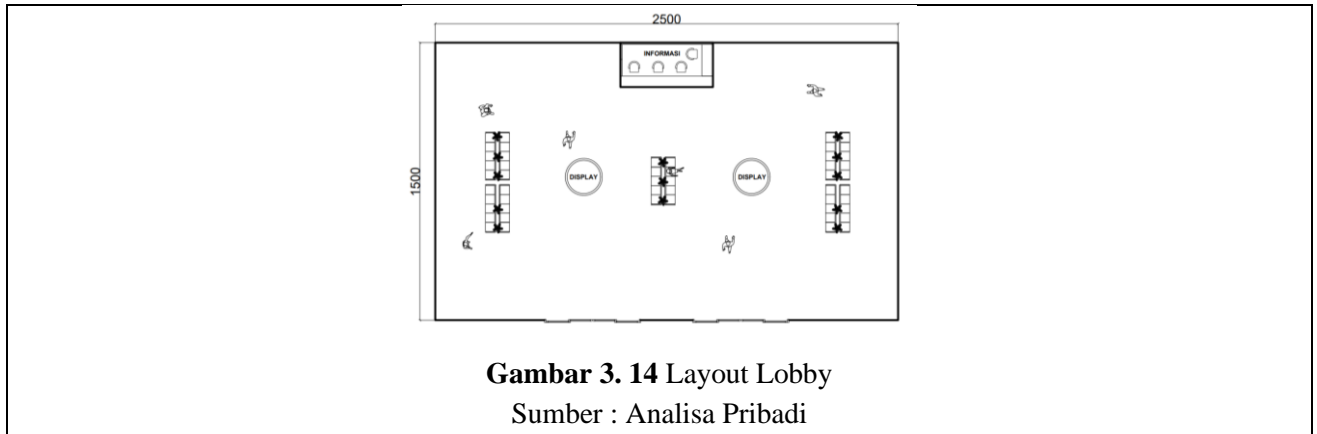 2500
INFORMASI
1500
DISPLAY
DISPLAY
Gambar 3. 14 Layout Lobby
Sumber : Analisa Pribadi